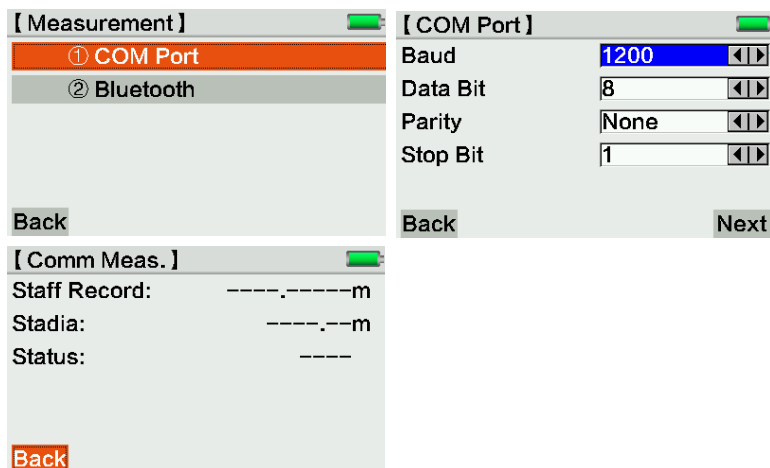 【Measurement】
① COM Port
② Bluetooth
Back
【COM Port】
Baud 1200
Data Bit 8
Parity None
Stop Bit 1
Back Next
【Comm Meas.】
Staff Record: ----.-----m
Stadia: ----.--m
Status: ----
Back